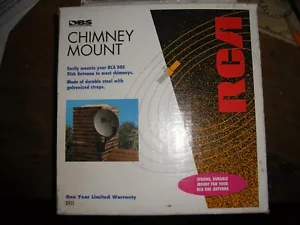 DBS
CHIMNEY
MOUNT
Easily mounts your RCA DBS
Dish Antenna to most chimneys.
Made of durable steel with
galvanized straps.
RCA
STRONG, DURABLE
MOUNT FOR YOUR
RCA DBS ANTENNA
One Year Limited Warranty